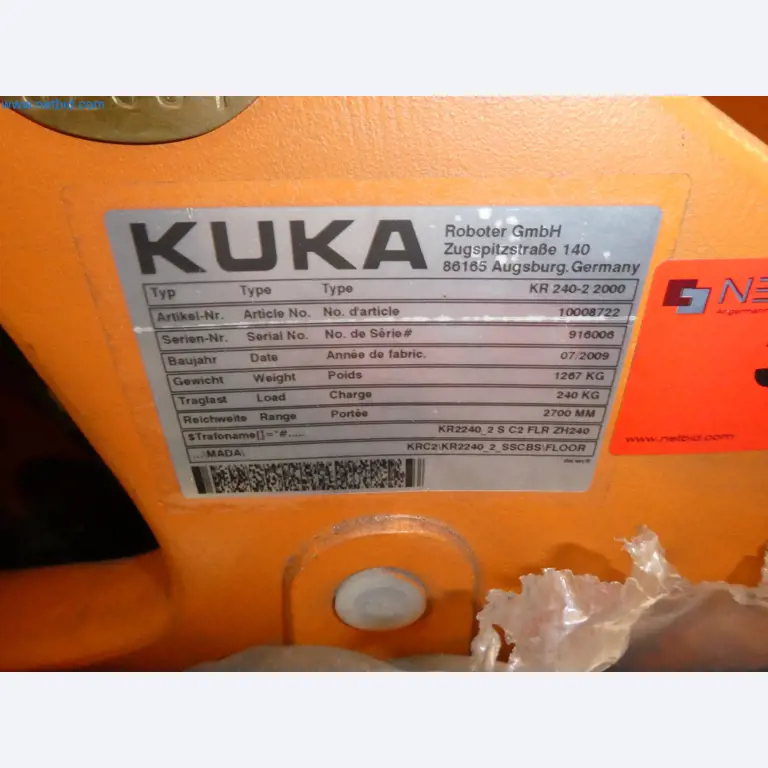 www.netbid.com
KUKA
Roboter GmbH
Zugspitzstraße 140
86165 Augsburg.Germany
Typ Type Type KR 240-2 2000
Artikel-Nr. Article No. No. d'article 10008722
Serien-Nr. Serial No. No. de Série# 916006
Baujahr Date Année de fabric. 07/2009
Gewicht Weight Poids 1267 KG
Traglast Load Charge 240 KG
Reichweite Range Portée 2700 MM
$Trafoname[]="#..... KR2240_2 S C2 FLR ZH240
...\MADA\ KRC2\KR2240_2_SSCBS\FLOOR
NE
www.netbid.com